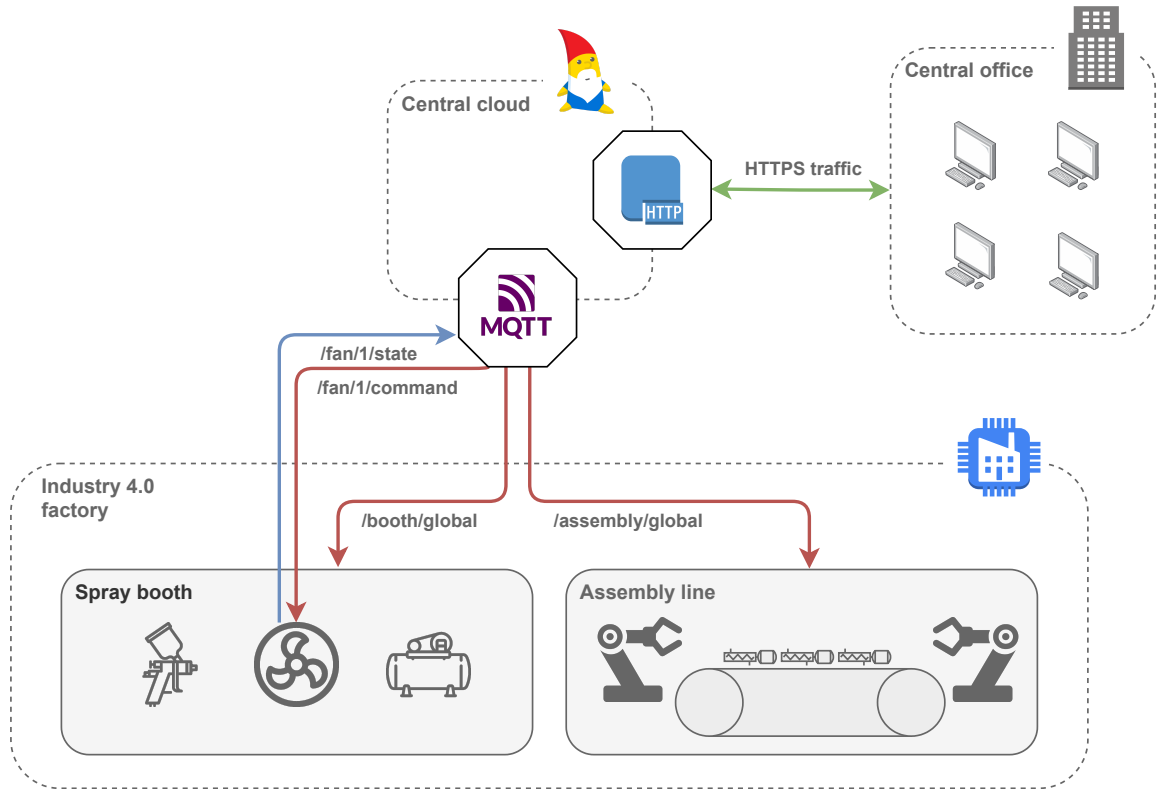 Central cloud
Central office
HTTPS traffic
HTTP
MQTT
/fan/1/state
/fan/1/command
Industry 4.0
factory
/booth/global
/assembly/global
Spray booth
Assembly line